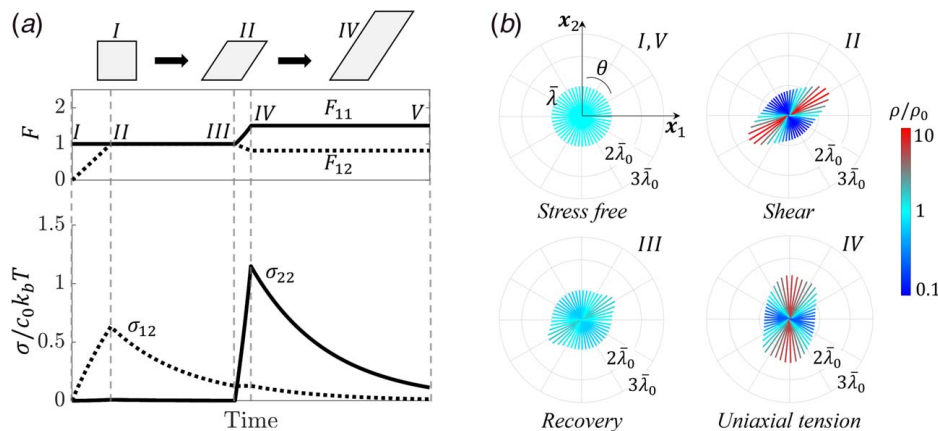 (a)
I
II
IV
2
1
0
F
I
II
III
IV
V
F₁₁
F₁₂
1.5
1
0.5
0
σ/c₀k_bT
σ₁₂
σ₂₂
Time
(b)
x₂
I, V
θ
λ̄
x₁
2λ̄₀
3λ̄₀
Stress free
II
2λ̄₀
3λ̄₀
Shear
ρ/ρ₀
10
1
0.1
III
2λ̄₀
3λ̄₀
Recovery
IV
2λ̄₀
3λ̄₀
Uniaxial tension